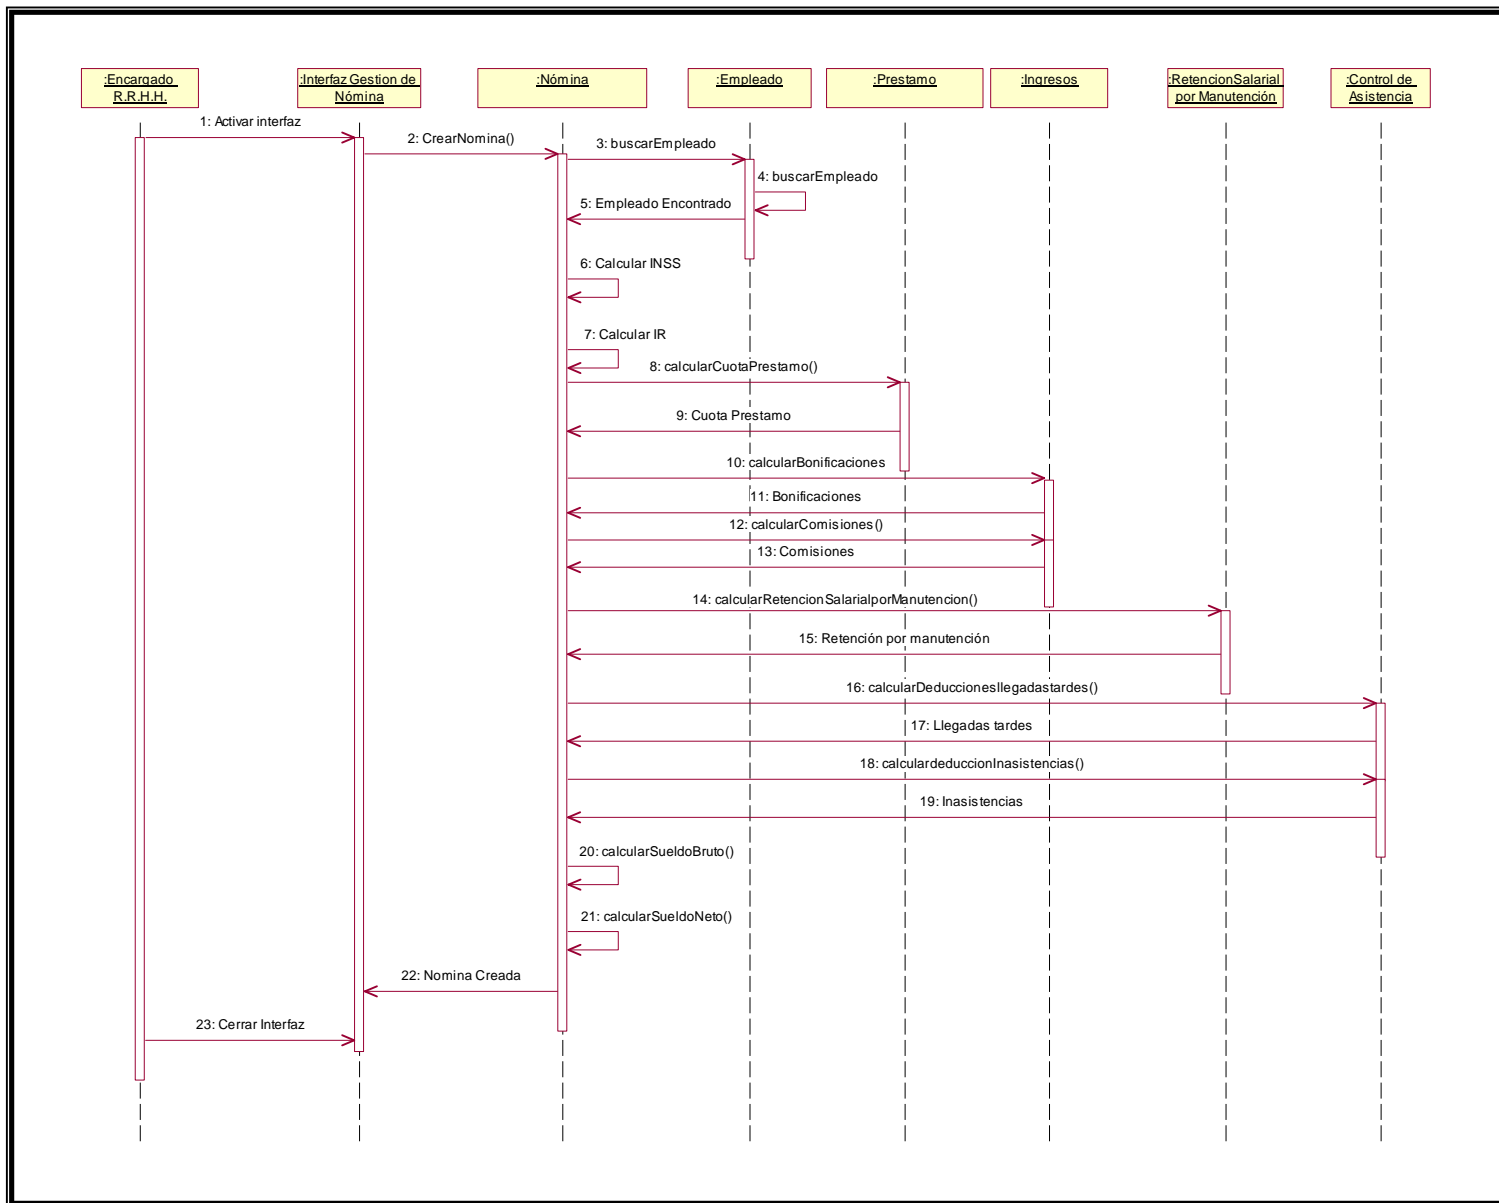 :Encargado
R.R.H.H.
:Interfaz Gestion de
Nómina
:Nómina
:Empleado
:Prestamo
:Ingresos
:RetencionSalarial
por Manutención
:Control de
Asistencia
1: Activar interfaz
2: CrearNomina()
3: buscarEmpleado
4: buscarEmpleado
5: Empleado Encontrado
6: Calcular INSS
7: Calcular IR
8: calcularCuotaPrestamo()
9: Cuota Prestamo
10: calcularBonificaciones
11: Bonificaciones
12: calcularComisiones()
13: Comisiones
14: calcularRetencionSalarialporManutencion()
15: Retención por manutención
16: calcularDeduccionesllegadastardes()
17: Llegadas tardes
18: calculardeduccionInasistencias()
19: Inasistencias
20: calcularSueldoBruto()
21: calcularSueldoNeto()
22: Nomina Creada
23: Cerrar Interfaz